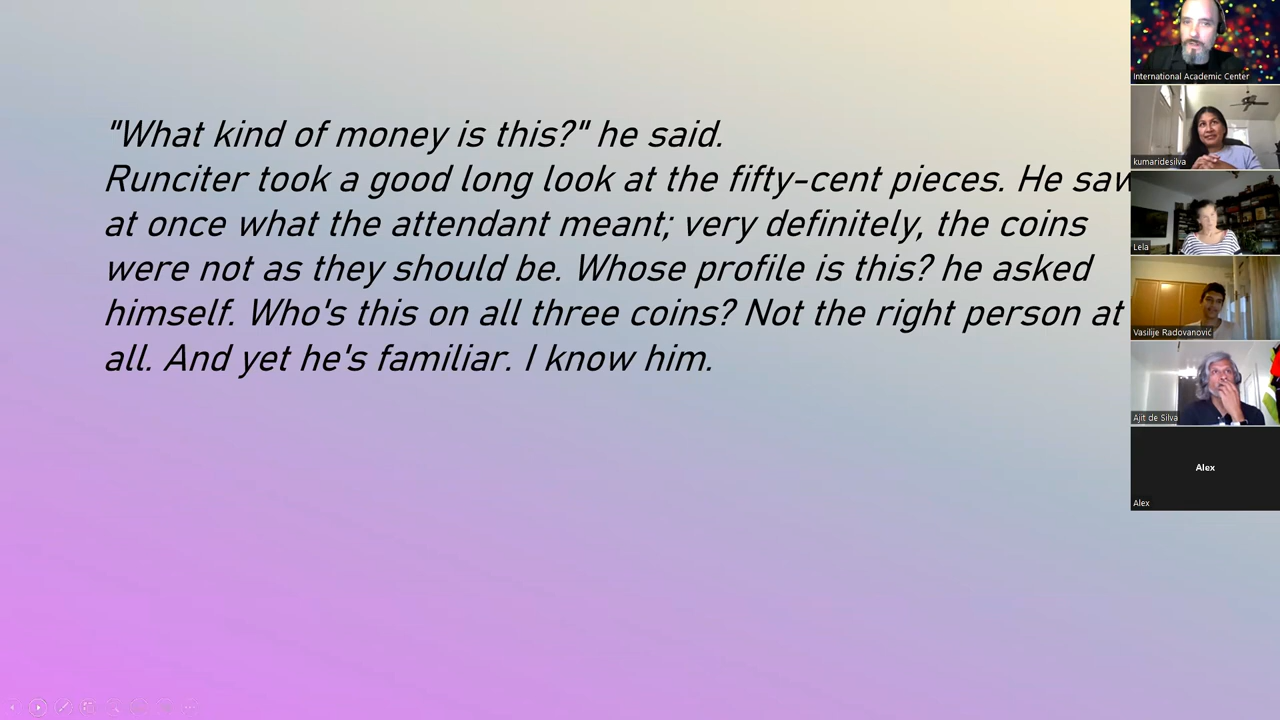 "What kind of money is this?" he said.
Runciter took a good long look at the fifty-cent pieces. He saw
at once what the attendant meant; very definitely, the coins
were not as they should be. Whose profile is this? he asked
himself. Who's this on all three coins? Not the right person at
all. And yet he's familiar. I know him.
International Academic Center
kumaridesilva
Lela
Vasilije Radovanović
Ajit de Silva
Alex
Alex